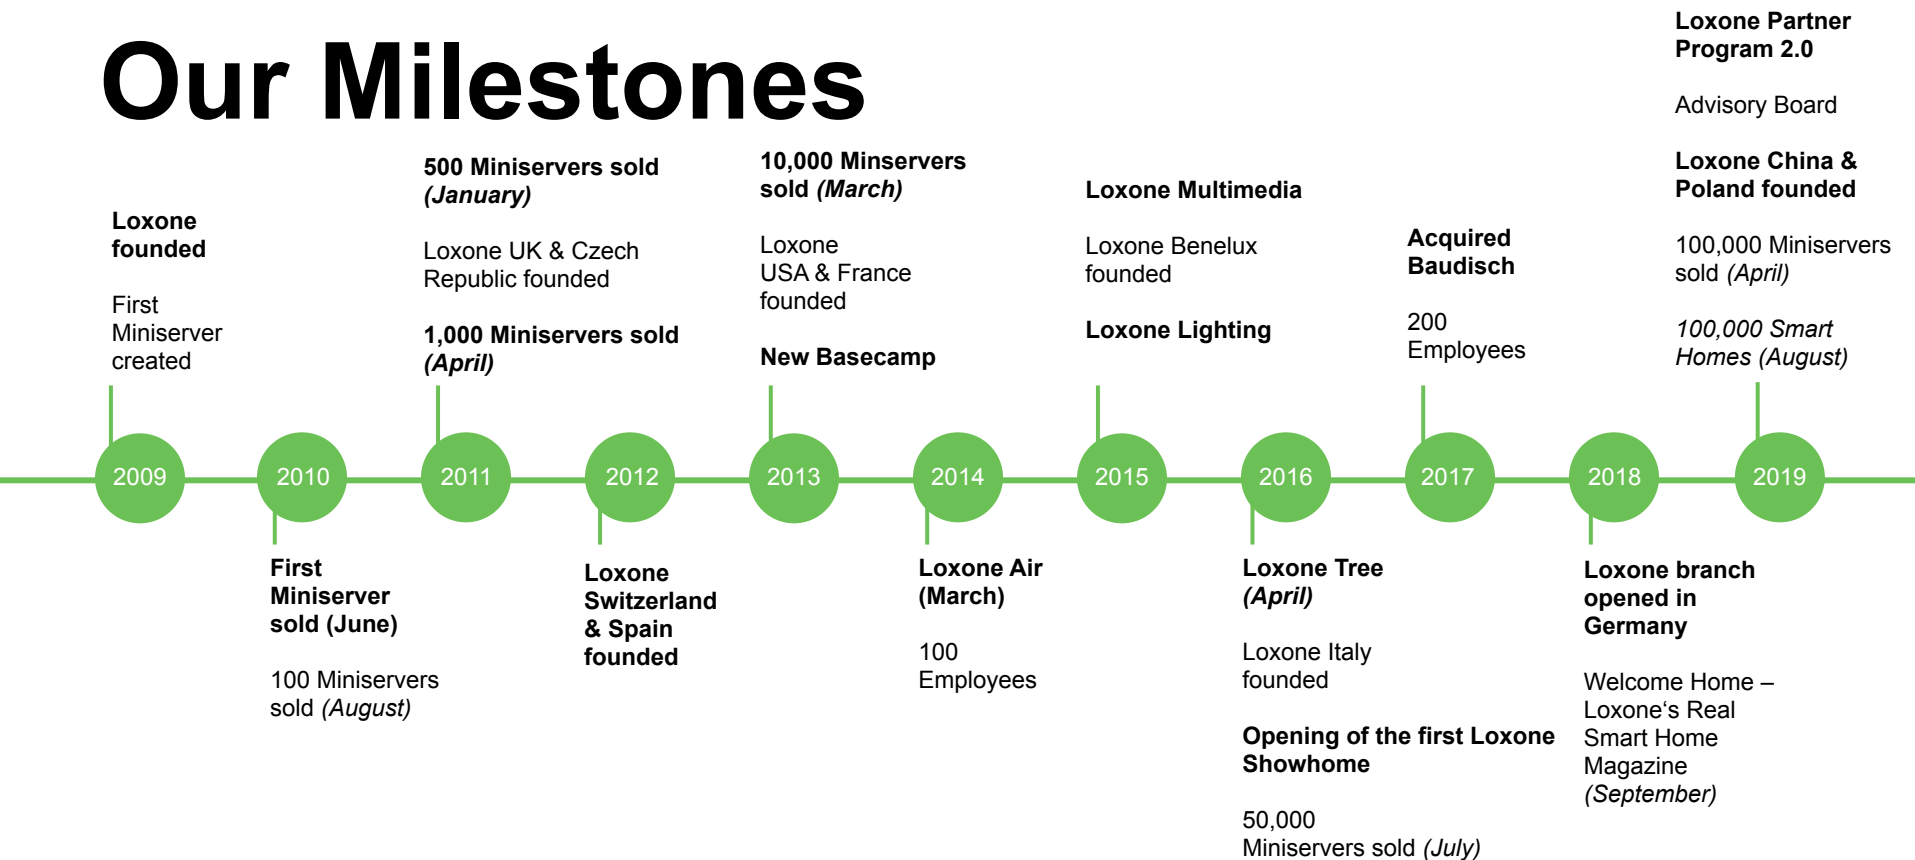 Our Milestones
Loxone
founded
First
Miniserver
created
500 Miniservers sold
(January)
Loxone UK & Czech
Republic founded
1,000 Miniservers sold
(April)
10,000 Minservers
sold (March)
Loxone
USA & France
founded
New Basecamp
Loxone Multimedia
Loxone Benelux
founded
Loxone Lighting
Acquired
Baudisch
200
Employees
Loxone Partner
Program 2.0
Advisory Board
Loxone China &
Poland founded
100,000 Miniservers
sold (April)
100,000 Smart
Homes (August)
2009
2010
2011
2012
2013
2014
2015
2016
2017
2018
2019
First
Miniserver
sold (June)
100 Miniservers
sold (August)
Loxone
Switzerland
& Spain
founded
Loxone Air
(March)
100
Employees
Loxone Tree
(April)
Loxone Italy
founded
Opening of the first Loxone
Showhome
50,000
Miniservers sold (July)
Loxone branch
opened in
Germany
Welcome Home –
Loxone‘s Real
Smart Home
Magazine
(September)